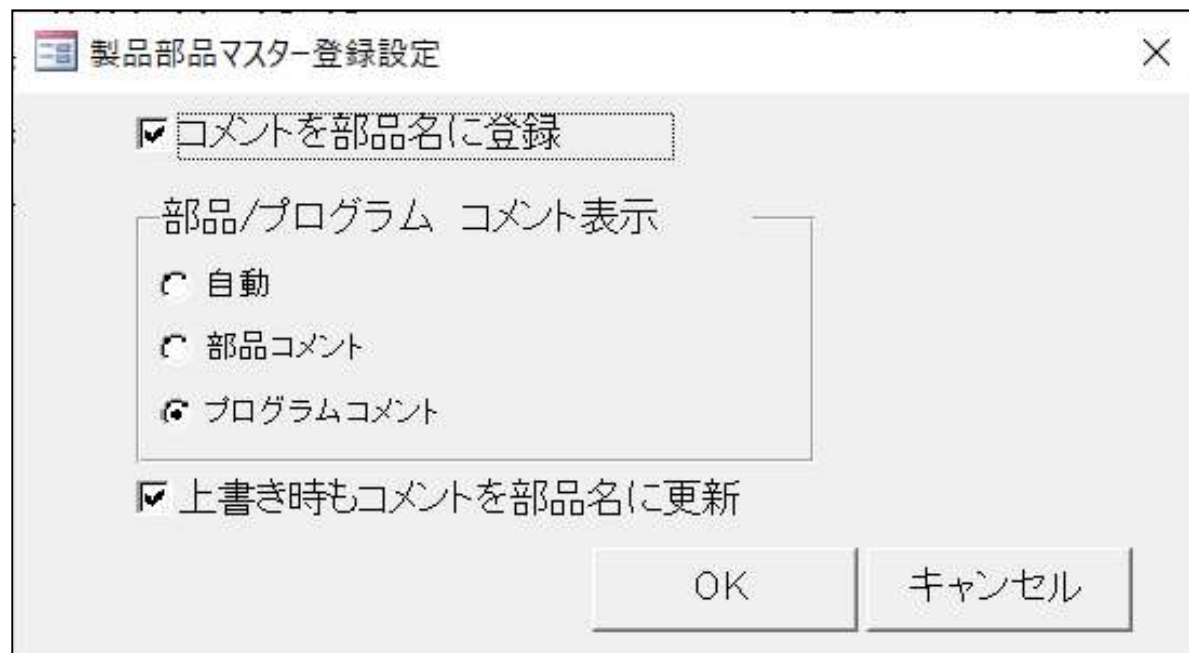 製品部品マスター登録設定
コメントを部品名に登録
部品/プログラム コメント表示
自動
部品コメント
プログラムコメント
上書き時もコメントを部品名に更新
OK
キャンセル